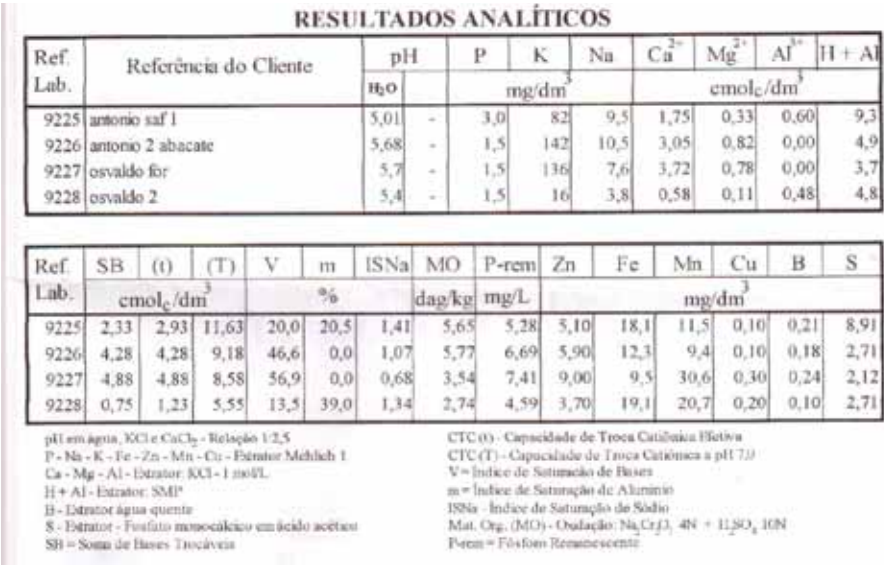 RESULTADOS ANALÍTICOS
Ref. Lab. Referência do Cliente pH P K Na Ca2+ Mg2+ Al3+ H + Al
H2O mg/dm3 cmolc/dm3
9225 antonio saf 1 5,01 - 3,0 82 9,5 1,75 0,33 0,60 9,3
9226 antonio 2 abacate 5,68 - 1,5 142 10,5 3,05 0,82 0,00 4,9
9227 osvaldo for 5,7 - 1,5 136 7,6 3,72 0,78 0,00 3,7
9228 osvaldo 2 5,4 - 1,5 16 3,8 0,58 0,11 0,48 4,8
Ref. SB (t) (T) V m ISNa MO P-rem Zn Fe Mn Cu B S
Lab. cmolc/dm3 % dag/kg mg/L mg/dm3
9225 2,33 2,93 11,63 20,0 20,5 1,41 5,65 5,28 5,10 18,1 11,5 0,10 0,21 8,91
9226 4,28 4,28 9,18 46,6 0,0 1,07 5,77 6,69 5,90 12,3 9,4 0,10 0,18 2,71
9227 4,88 4,88 8,58 56,9 0,0 0,68 3,54 7,41 9,00 9,5 30,6 0,30 0,24 2,12
9228 0,75 1,23 5,55 13,5 39,0 1,34 2,74 4,59 3,70 19,1 20,7 0,20 0,10 2,71
pH em água, KCl e CaCl2 - Relação 1:2,5
P - Na - K - Fe - Zn - Mn - Cu - Extrator Mehlich 1
Ca - Mg - Al - Extrator: KCl - 1 mol/L
H + Al - Extrator: SMP
B - Extrator água quente
S - Extrator - Fosfato monocálcico em ácido acético
SB = Soma de Bases Trocáveis
CTC (t) - Capacidade de Troca Catiônica Efetiva
CTC (T) - Capacidade de Troca Catiônica a pH 7,0
V = Índice de Saturação de Bases
m = Índice de Saturação de Alumínio
ISNa - Índice de Saturação de Sódio
Mat. Org. (MO) - Oxidação: Na2Cr2O7 4N + H2SO4 10N
P-rem = Fósforo Remanescente